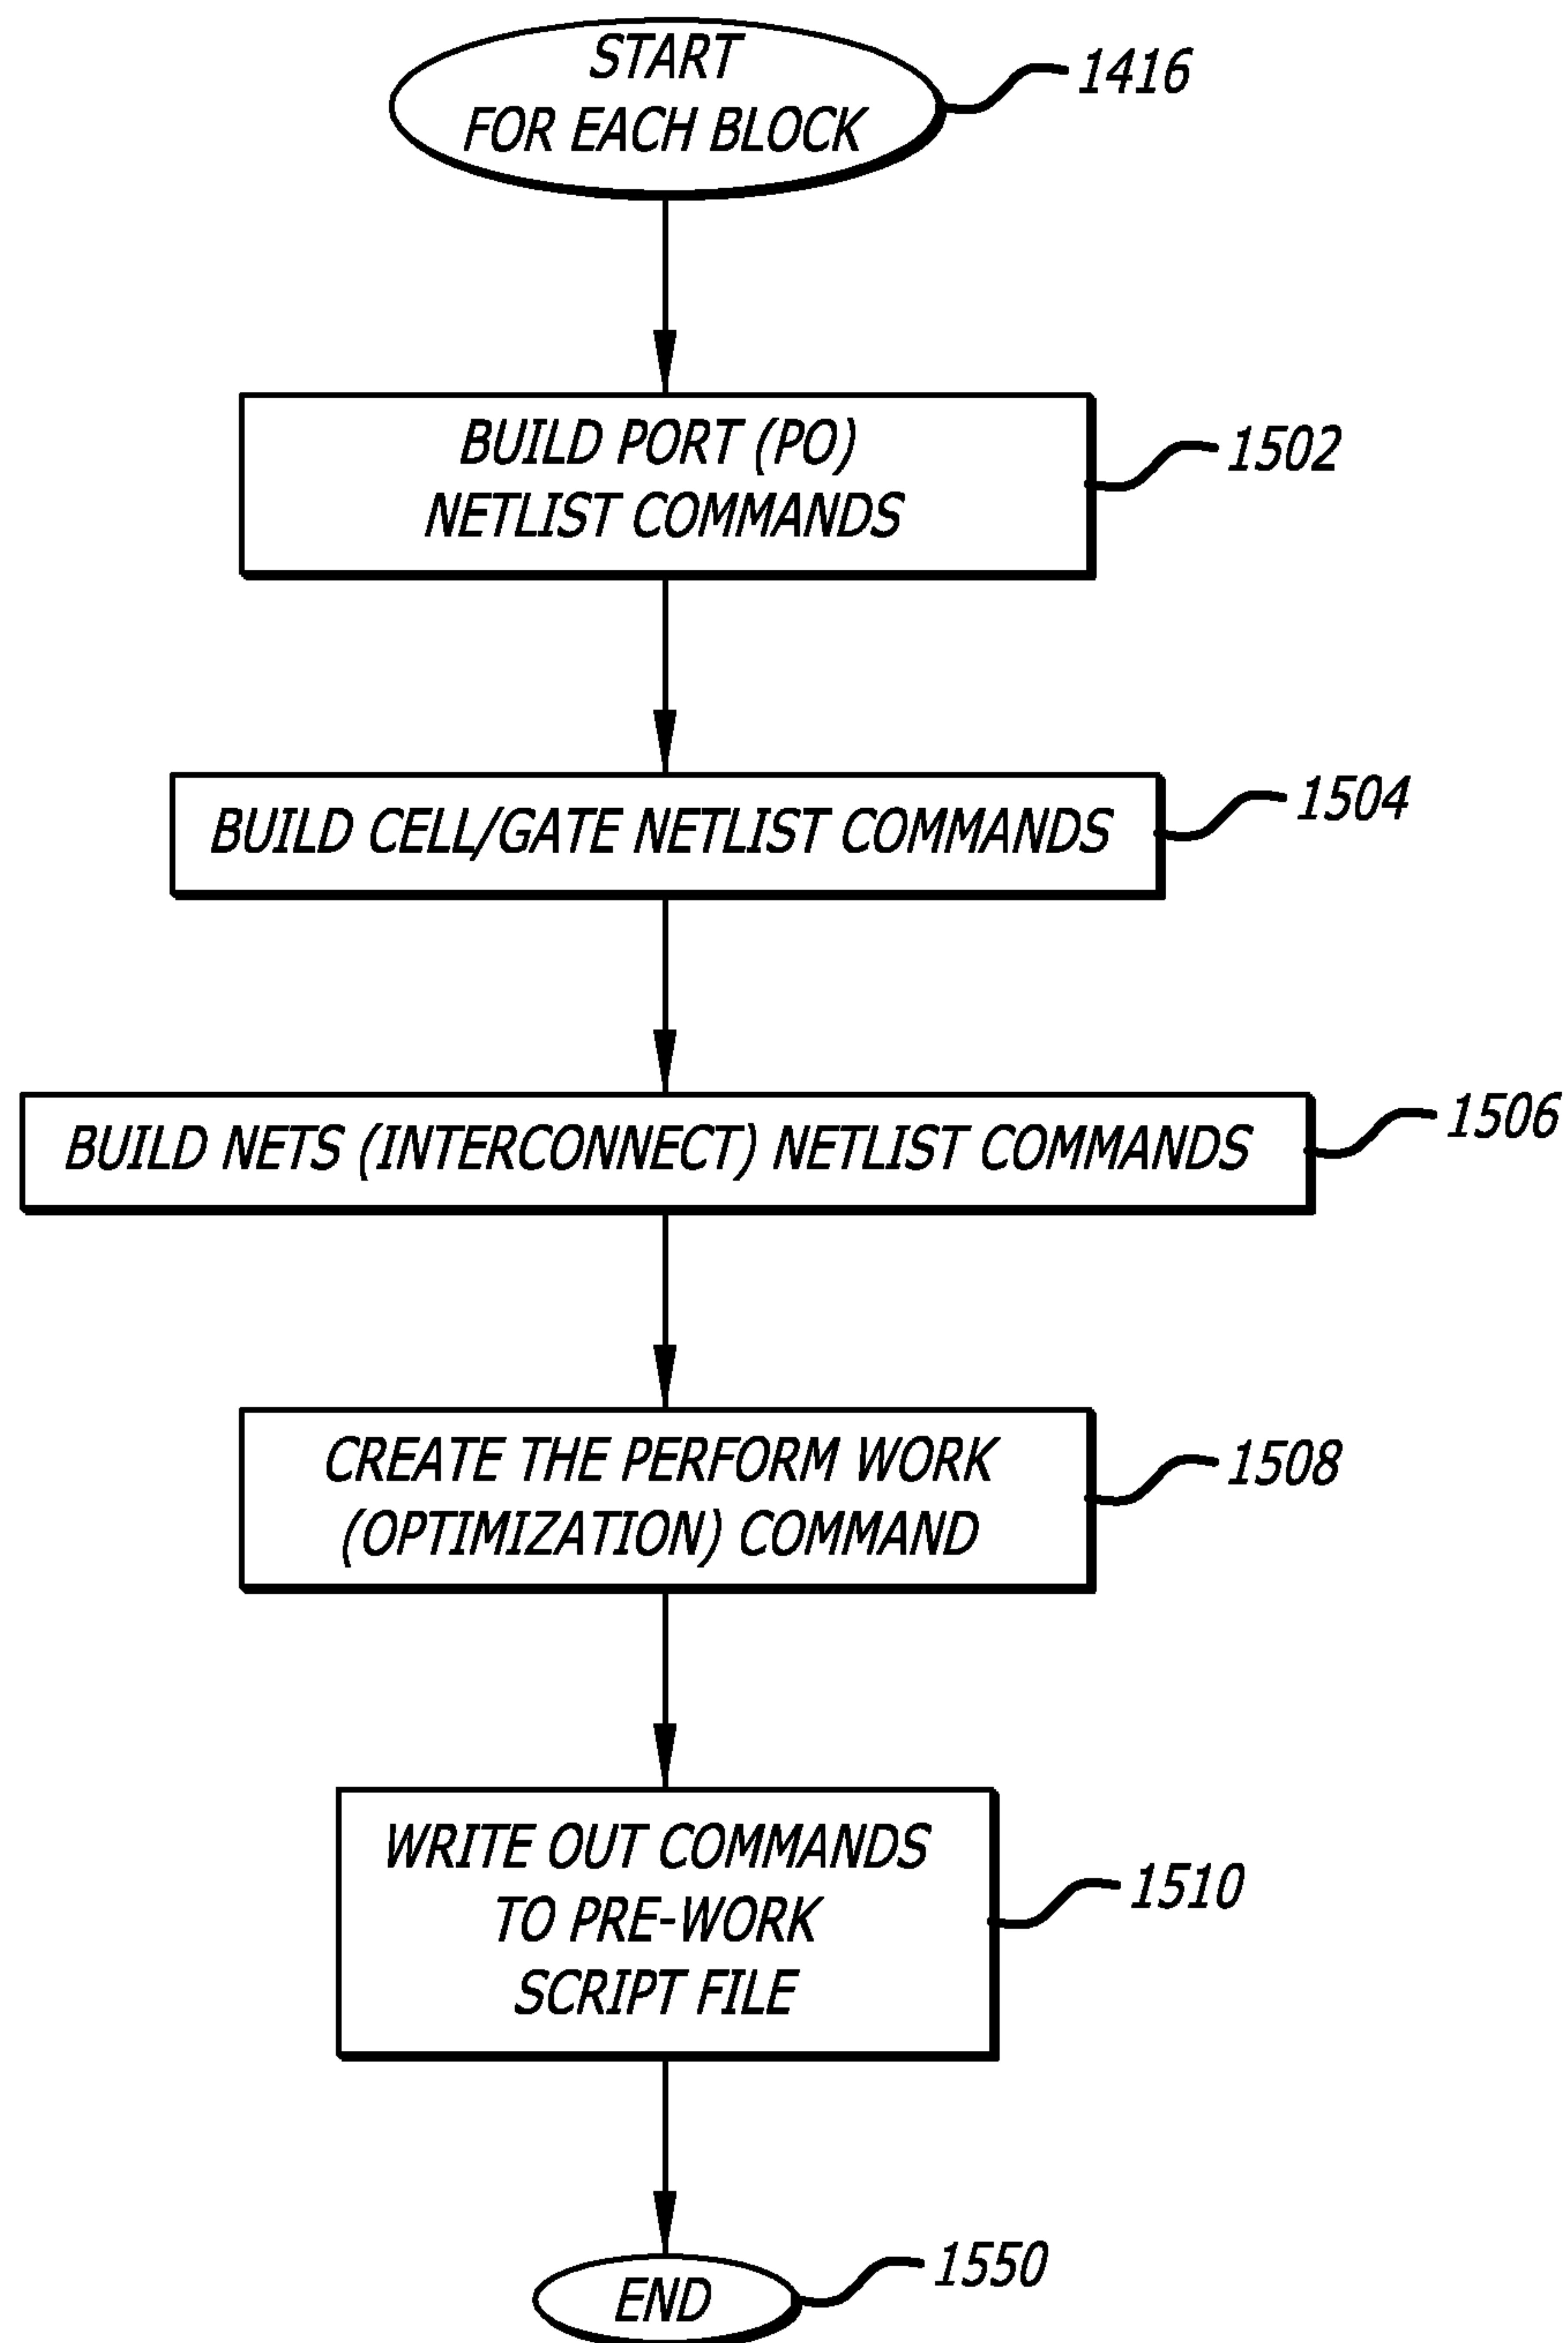 START
FOR EACH BLOCK
1416
BUILD PORT (PO)
NETLIST COMMANDS
1502
BUILD CELL/GATE NETLIST COMMANDS
1504
BUILD NETS (INTERCONNECT) NETLIST COMMANDS
1506
CREATE THE PERFORM WORK
(OPTIMIZATION) COMMAND
1508
WRITE OUT COMMANDS
TO PRE-WORK
SCRIPT FILE
1510
END
1550